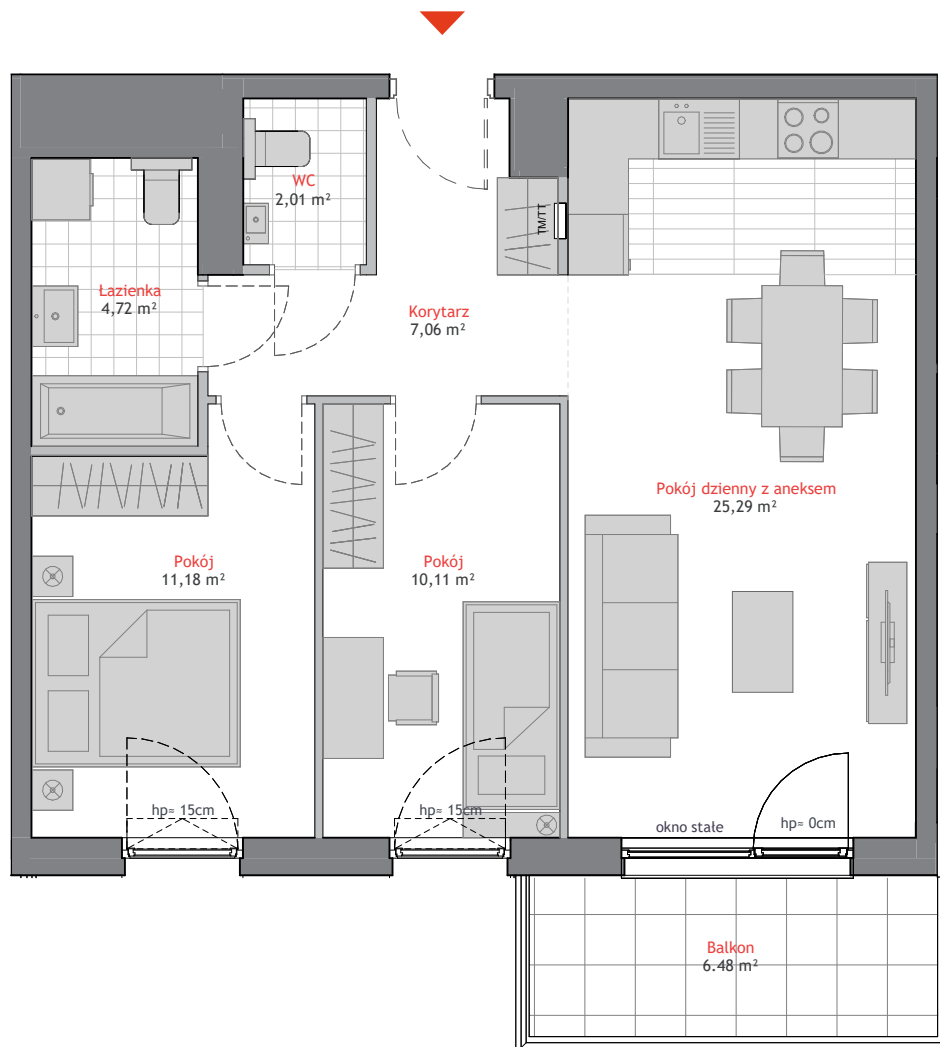 WC
2,01 m²
TM/TT
Łazienka
4,72 m²
Korytarz
7,06 m²
Pokój dzienny z aneksem
25,29 m²
Pokój
11,18 m²
Pokój
10,11 m²
hp= 15cm
hp= 15cm
okno stałe
hp= 0cm
Balkon
6.48 m²